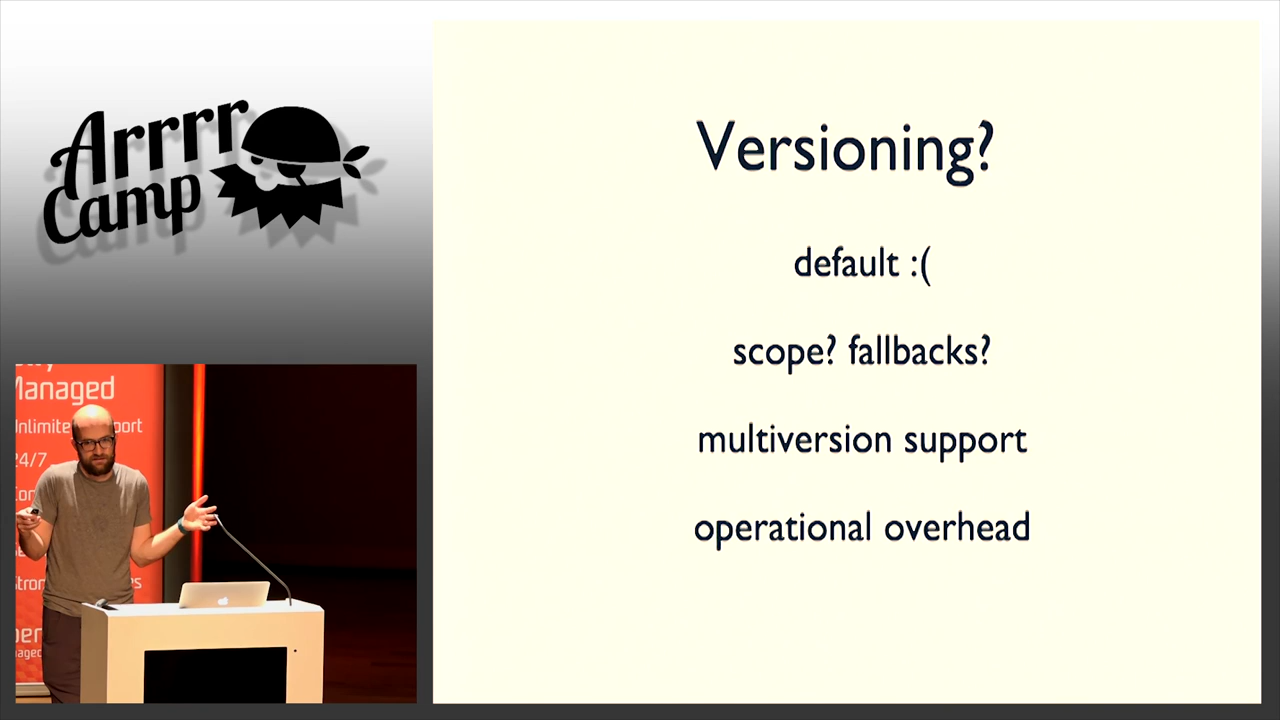 Arrrr
Camp
Versioning?
default :(
scope? fallbacks?
multiversion support
operational overhead
Managed
24/7